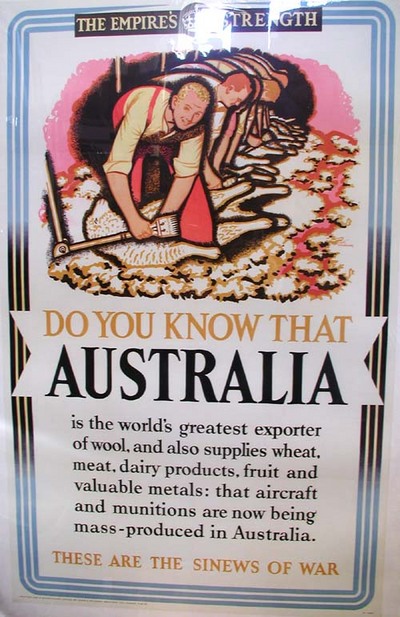 THE EMPIRE'S STRENGTH
DO YOU KNOW THAT
AUSTRALIA
is the world's greatest exporter
of wool, and also supplies wheat,
meat, dairy products, fruit and
valuable metals: that aircraft
and munitions are now being
mass-produced in Australia.
THESE ARE THE SINEWS OF WAR